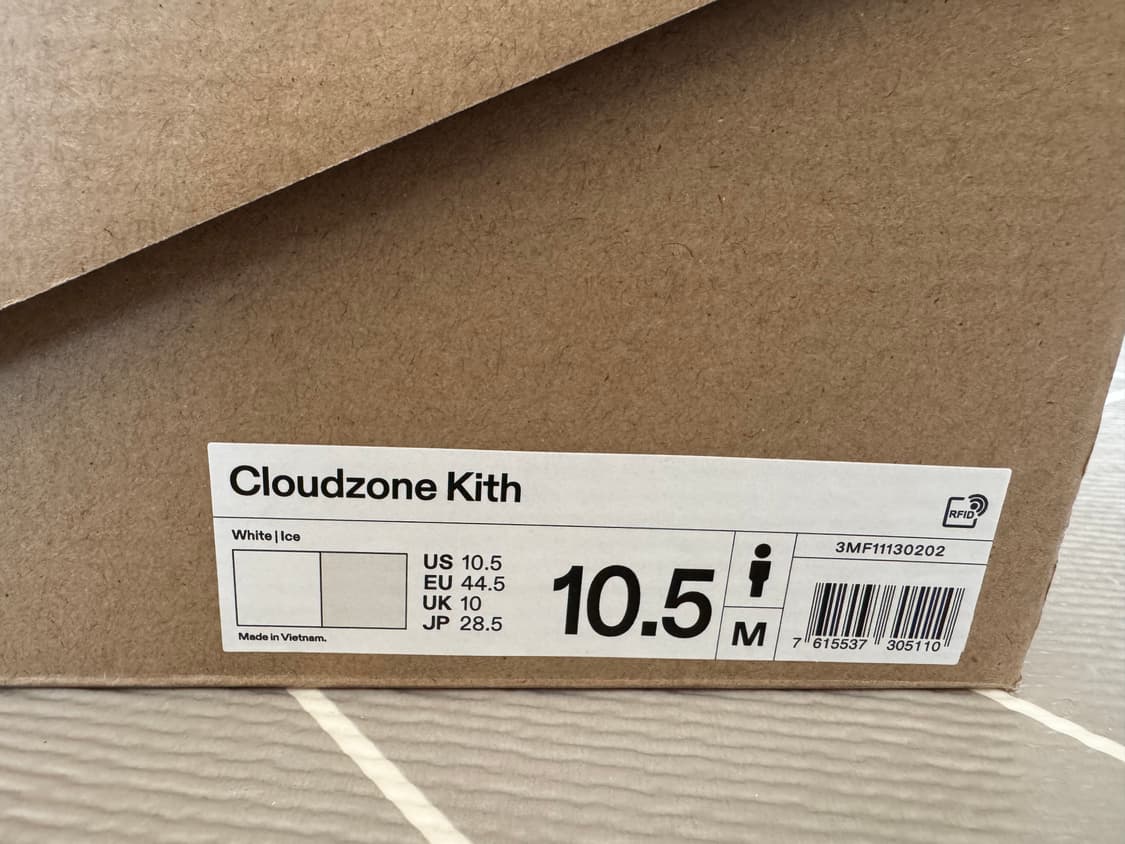 Cloudzone Kith
RFID
White | Ice
US 10.5
EU 44.5
UK 10
JP 28.5
Made in Vietnam.
10.5
M
3MF11130202
7 615537 305110